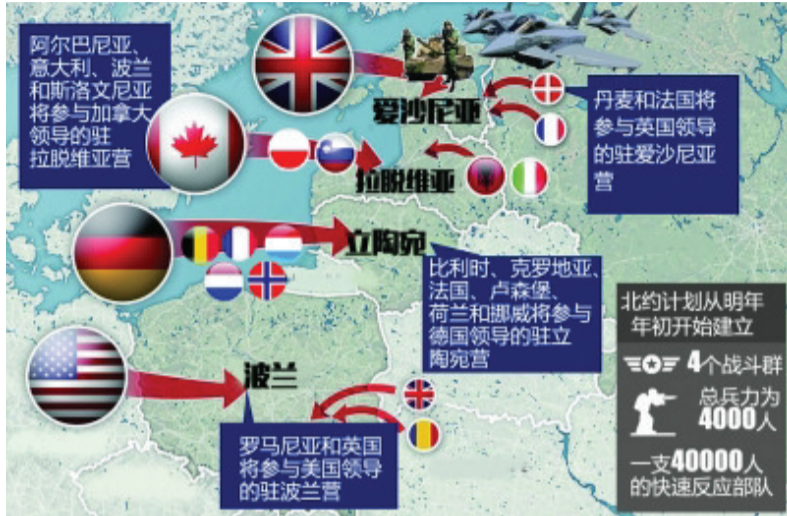 阿尔巴尼亚、
意大利、波兰
和斯洛文尼亚
将参与加拿大
领导的驻
拉脱维亚营
爱沙尼亚
丹麦和法国将
参与英国领导
的驻爱沙尼亚
营
拉脱维亚
立陶宛
比利时、克罗地亚、
法国、卢森堡、
荷兰和挪威将参与
德国领导的驻立
陶宛营
波兰
罗马尼亚和英国
将参与美国领导
的驻波兰营
北约计划从明年
年初开始建立
4个战斗群
总兵力为
4000人
一支40000人
的快速反应部队